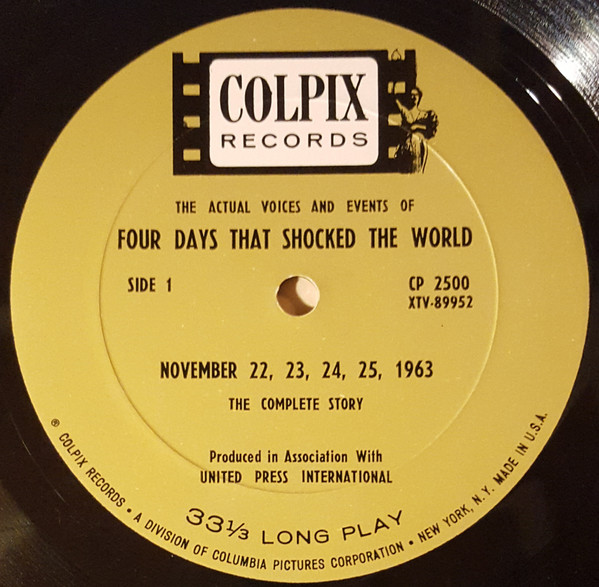 COLPIX
RECORDS
THE ACTUAL VOICES AND EVENTS OF
FOUR DAYS THAT SHOCKED THE WORLD
SIDE 1
CP 2500
XTV-89952
NOVEMBER 22, 23, 24, 25, 1963
THE COMPLETE STORY
Produced in Association With
UNITED PRESS INTERNATIONAL
33⅓ LONG PLAY
® COLPIX RECORDS • A DIVISION OF COLUMBIA PICTURES CORPORATION • NEW YORK, N.Y. MADE IN U.S.A.